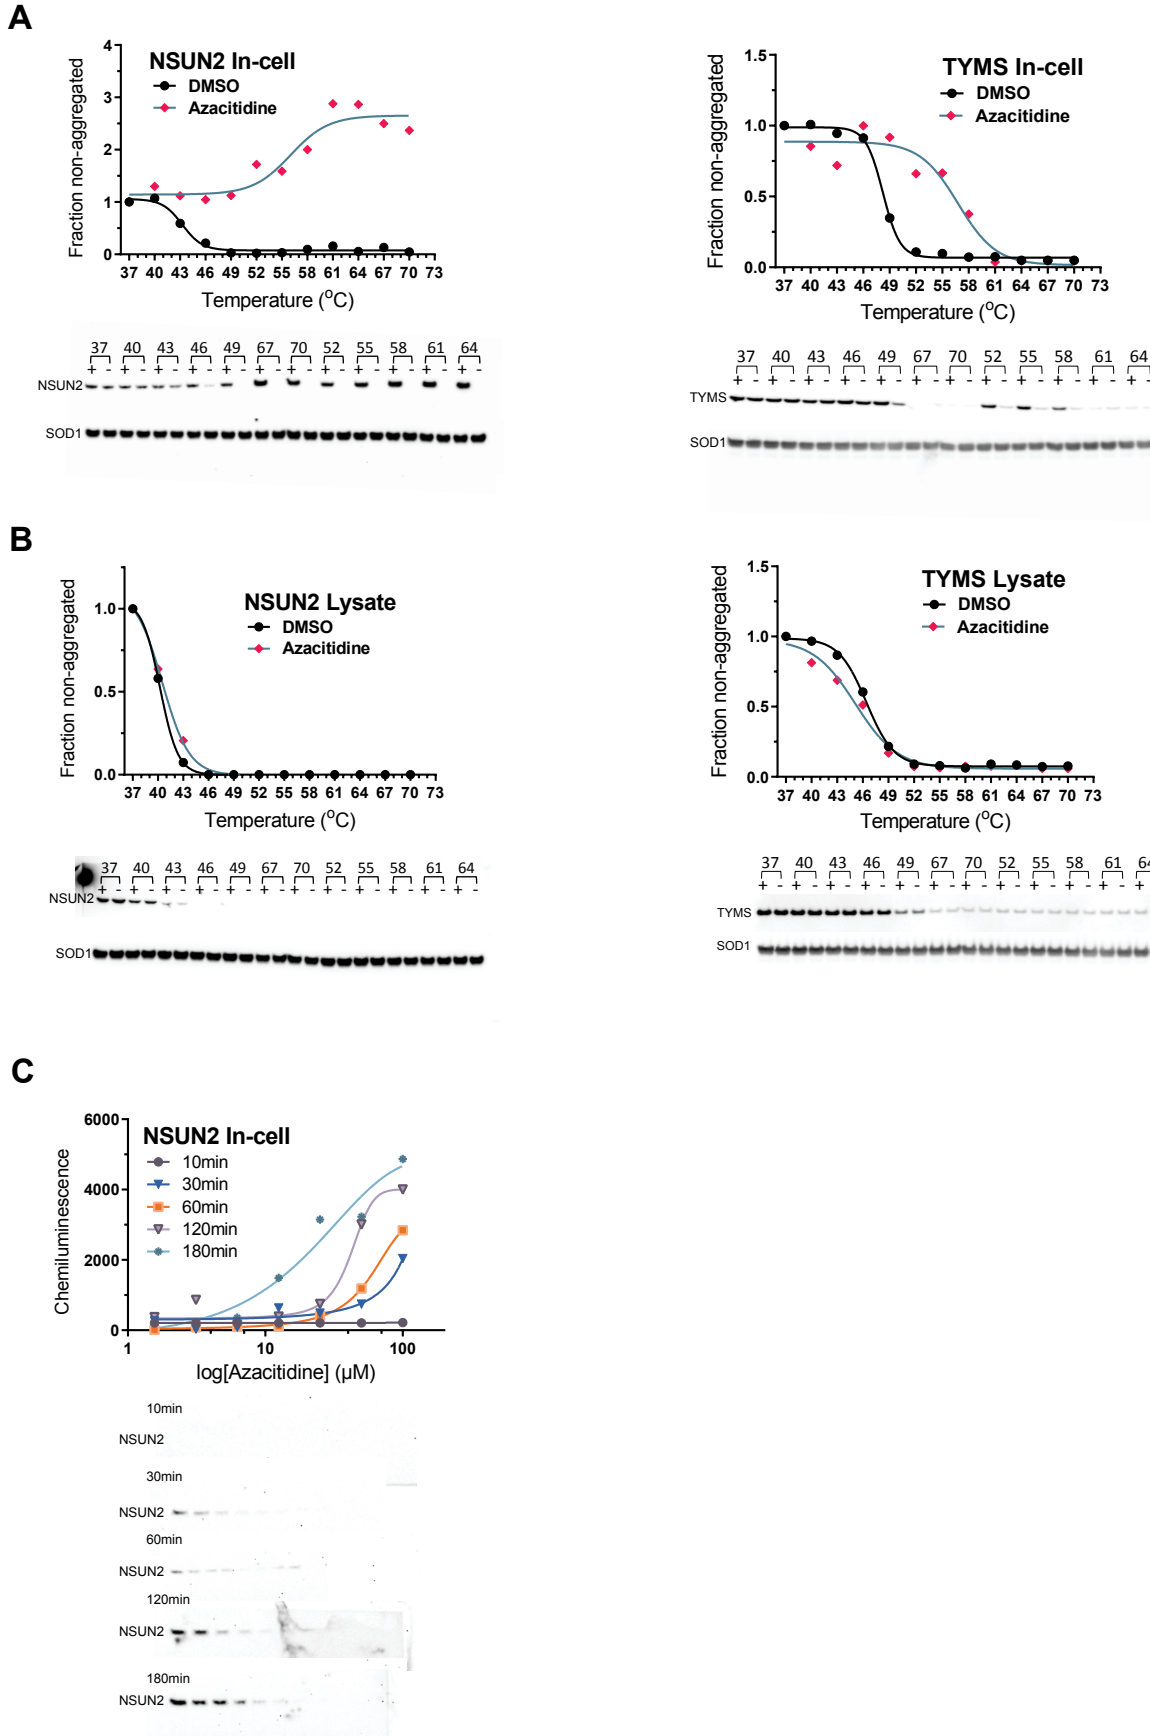 A
NSUN2 In-cell
DMSO
Azacitidine
Fraction non-aggregated
4
3
2
1
0
37 40 43 46 49 52 55 58 61 64 67 70 73
Temperature (°C)
37 40 43 46 49 67 70 52 55 58 61 64
+ - + - + - + - + - + - + - + - + - + - + - + -
NSUN2
SOD1
TYMS In-cell
DMSO
Azacitidine
Fraction non-aggregated
1.5
1.0
0.5
0.0
37 40 43 46 49 52 55 58 61 64 67 70 73
Temperature (°C)
37 40 43 46 49 67 70 52 55 58 61 64
+ - + - + - + - + - + - + - + - + - + - + - + -
TYMS
SOD1
B
NSUN2 Lysate
DMSO
Azacitidine
Fraction non-aggregated
1.0
0.5
0.0
37 40 43 46 49 52 55 58 61 64 67 70 73
Temperature (°C)
37 40 43 46 49 67 70 52 55 58 61 64
+ - + - + - + - + - + - + - + - + - + - + - + -
NSUN2
SOD1
TYMS Lysate
DMSO
Azacitidine
Fraction non-aggregated
1.5
1.0
0.5
0.0
37 40 43 46 49 52 55 58 61 64 67 70 73
Temperature (°C)
37 40 43 46 49 67 70 52 55 58 61 64
+ - + - + - + - + - + - + - + - + - + - + - +
TYMS
SOD1
C
NSUN2 In-cell
10min
30min
60min
120min
180min
Chemiluminescence
6000
4000
2000
0
1 10 100
log[Azacitidine] (µM)
10min
NSUN2
30min
NSUN2
60min
NSUN2
120min
NSUN2
180min
NSUN2